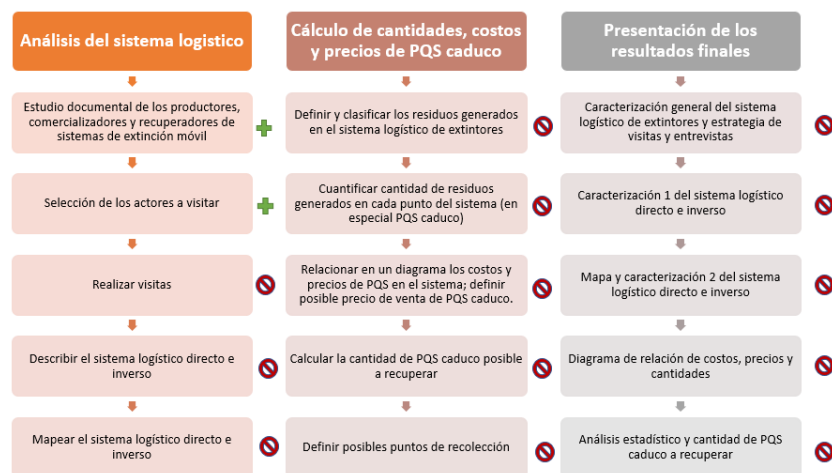 Análisis del sistema logistico
Estudio documental de los productores,
comercializadores y recuperadores de
sistemas de extinción móvil
Selección de los actores a visitar
Realizar visitas
Describir el sistema logístico directo e
inverso
Mapear el sistema logístico directo e
inverso
Cálculo de cantidades, costos
y precios de PQS caduco
Definir y clasificar los residuos generados
en el sistema logístico de extintores
Cuantificar cantidad de residuos
generados en cada punto del sistema (en
especial PQS caduco)
Relacionar en un diagrama los costos y
precios de PQS en el sistema; definir
posible precio de venta de PQS caduco.
Calcular la cantidad de PQS caduco posible
a recuperar
Definir posibles puntos de recolección
Presentación de los
resultados finales
Caracterización general del sistema
logístico de extintores y estrategia de
visitas y entrevistas
Caracterización 1 del sistema logístico
directo e inverso
Mapa y caracterización 2 del sistema
logístico directo e inverso
Diagrama de relación de costos, precios y
cantidades
Análisis estadístico y cantidad de PQS
caduco a recuperar